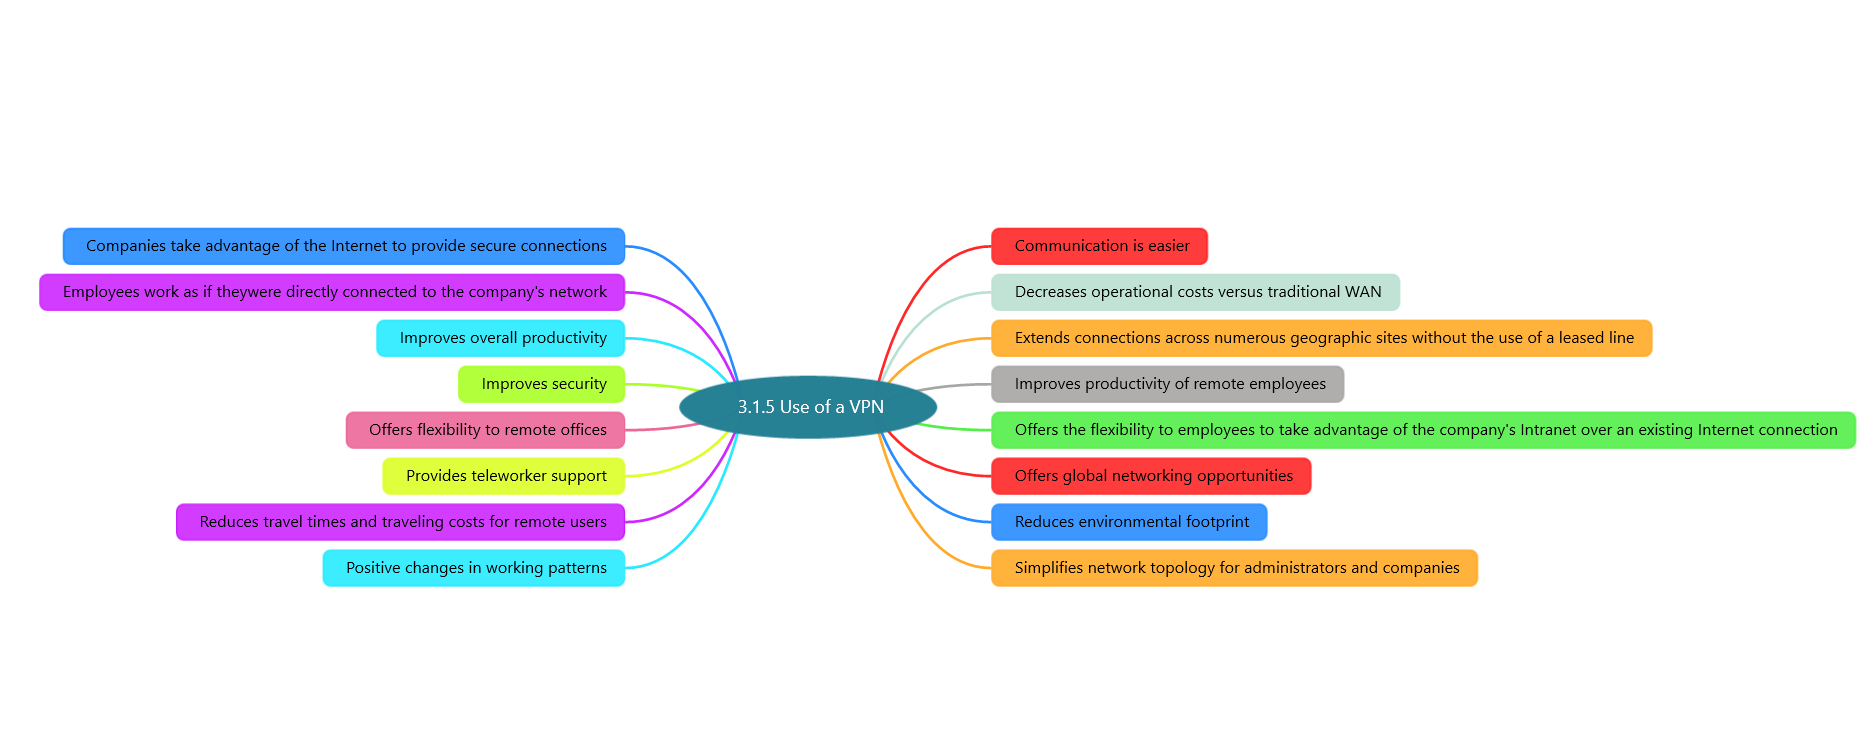 Companies take advantage of the Internet to provide secure connections
Employees work as if theywere directly connected to the company's network
Improves overall productivity
Improves security
Offers flexibility to remote offices
Provides teleworker support
Reduces travel times and traveling costs for remote users
Positive changes in working patterns
3.1.5 Use of a VPN
Communication is easier
Decreases operational costs versus traditional WAN
Extends connections across numerous geographic sites without the use of a leased line
Improves productivity of remote employees
Offers the flexibility to employees to take advantage of the company's Intranet over an existing Internet connection
Offers global networking opportunities
Reduces environmental footprint
Simplifies network topology for administrators and companies